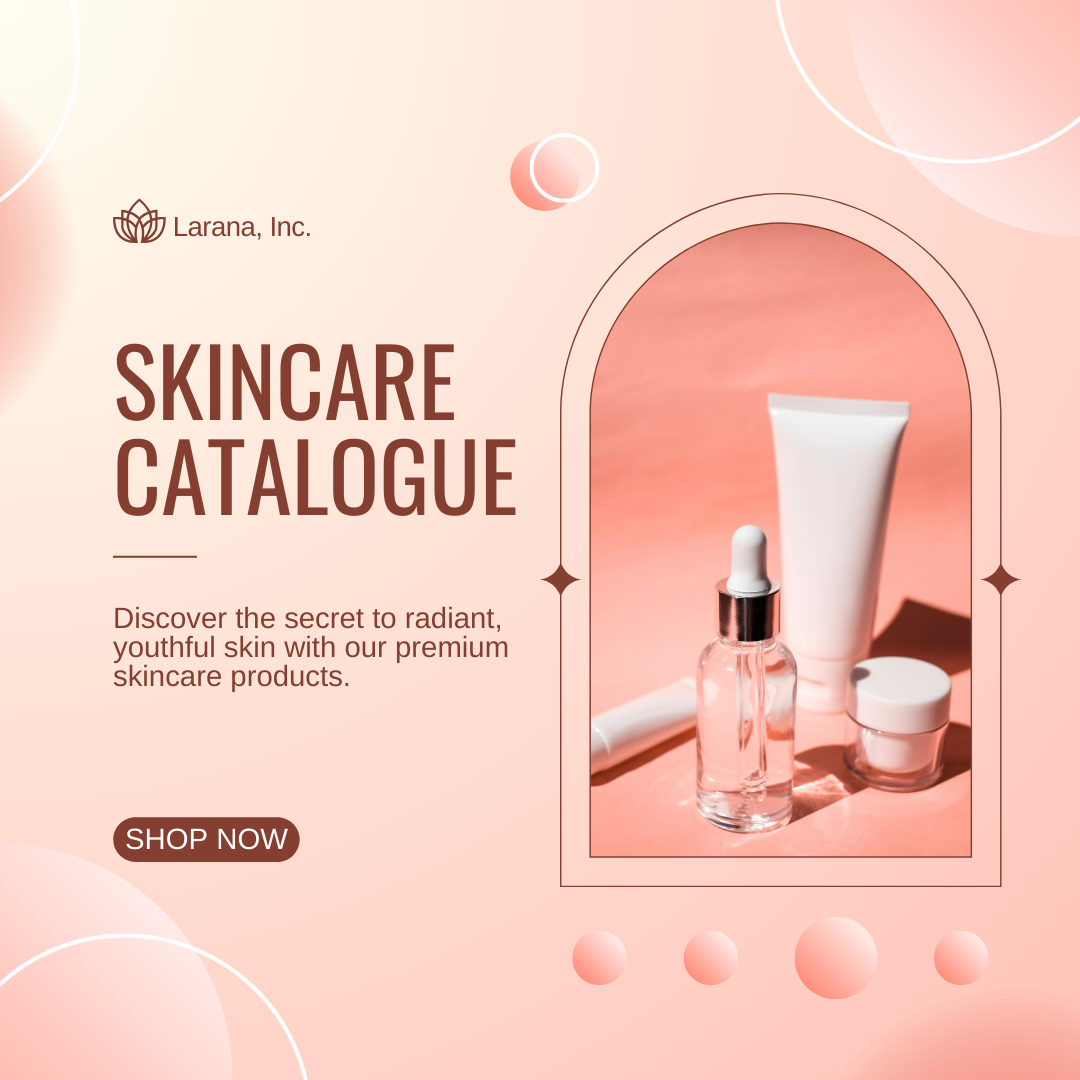 Larana, Inc.
SKINCARE
CATALOGUE
Discover the secret to radiant,
youthful skin with our premium
skincare products.
SHOP NOW